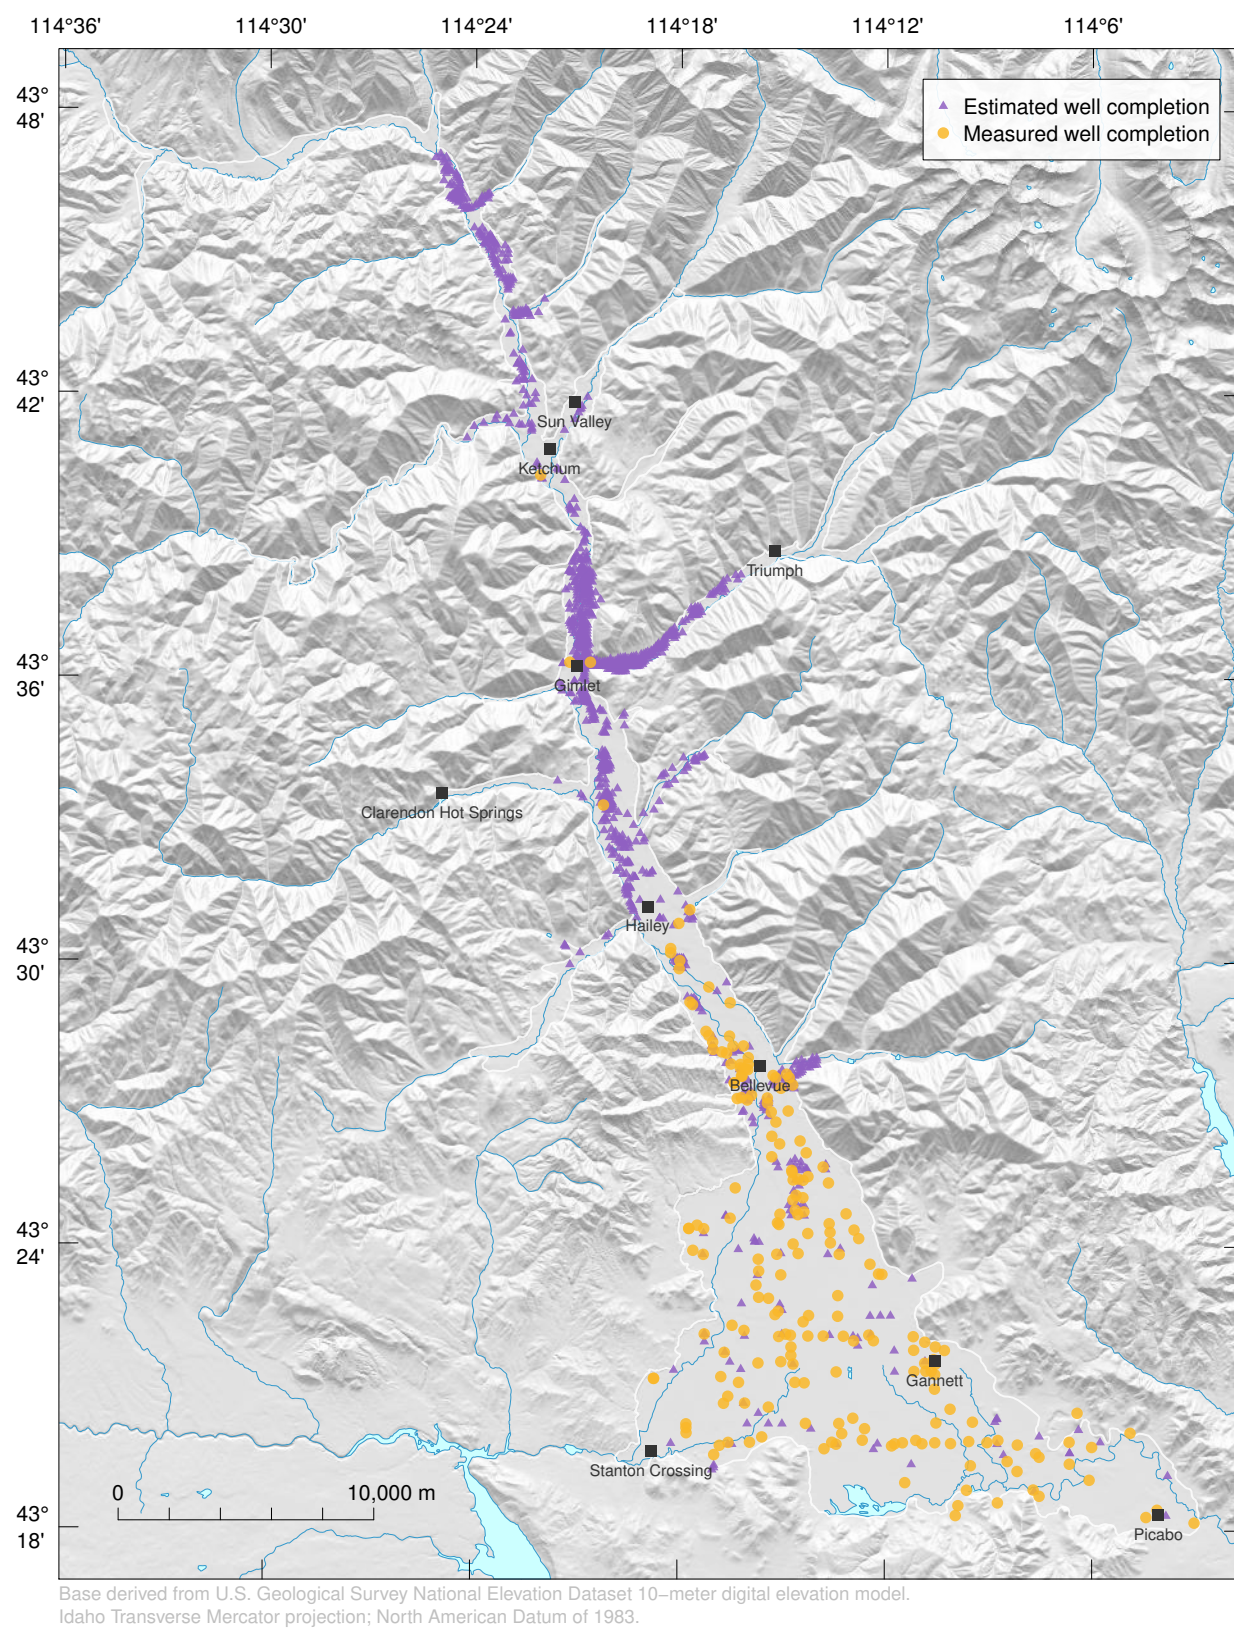 114°36' 114°30' 114°24' 114°18' 114°12' 114°6'
43°
48'
Estimated well completion
Measured well completion
43°
42'
Sun Valley
Ketchum
Triumph
43°
36'
Gimlet
Clarendon Hot Springs
Hailey
43°
30'
Bellevue
43°
24'
Gannett
Stanton Crossing
0 10,000 m
43°
18'
Picabo
Base derived from U.S. Geological Survey National Elevation Dataset 10−meter digital elevation model.
Idaho Transverse Mercator projection; North American Datum of 1983.